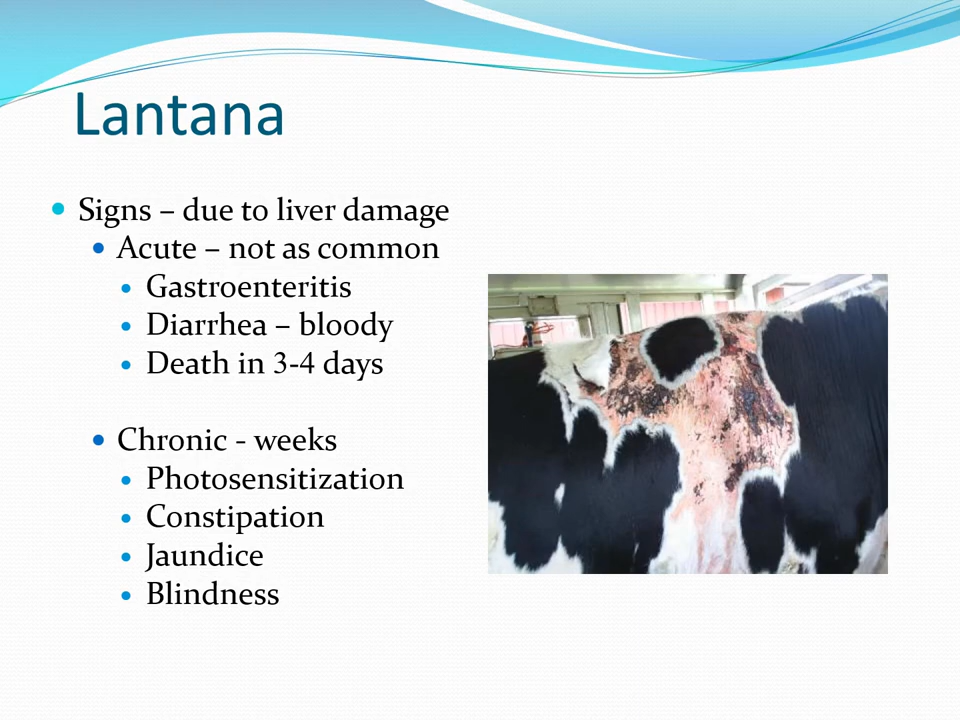 Lantana
Signs – due to liver damage
Acute – not as common
Gastroenteritis
Diarrhea – bloody
Death in 3-4 days
Chronic - weeks
Photosensitization
Constipation
Jaundice
Blindness